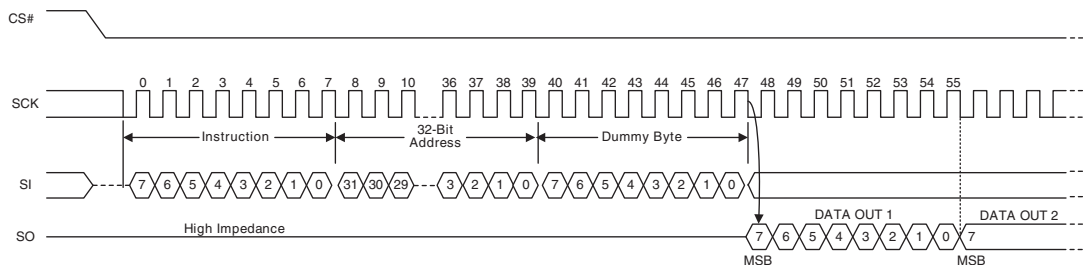 CS#
0 1 2 3 4 5 6 7 8 9 10 36 37 38 39 40 41 42 43 44 45 46 47 48 49 50 51 52 53 54 55
SCK
Instruction 32-Bit Address Dummy Byte
SI 7 6 5 4 3 2 1 0 31 30 29 3 2 1 0 7 6 5 4 3 2 1 0
High Impedance DATA OUT 1 DATA OUT 2
SO 7 6 5 4 3 2 1 0 7
MSB MSB